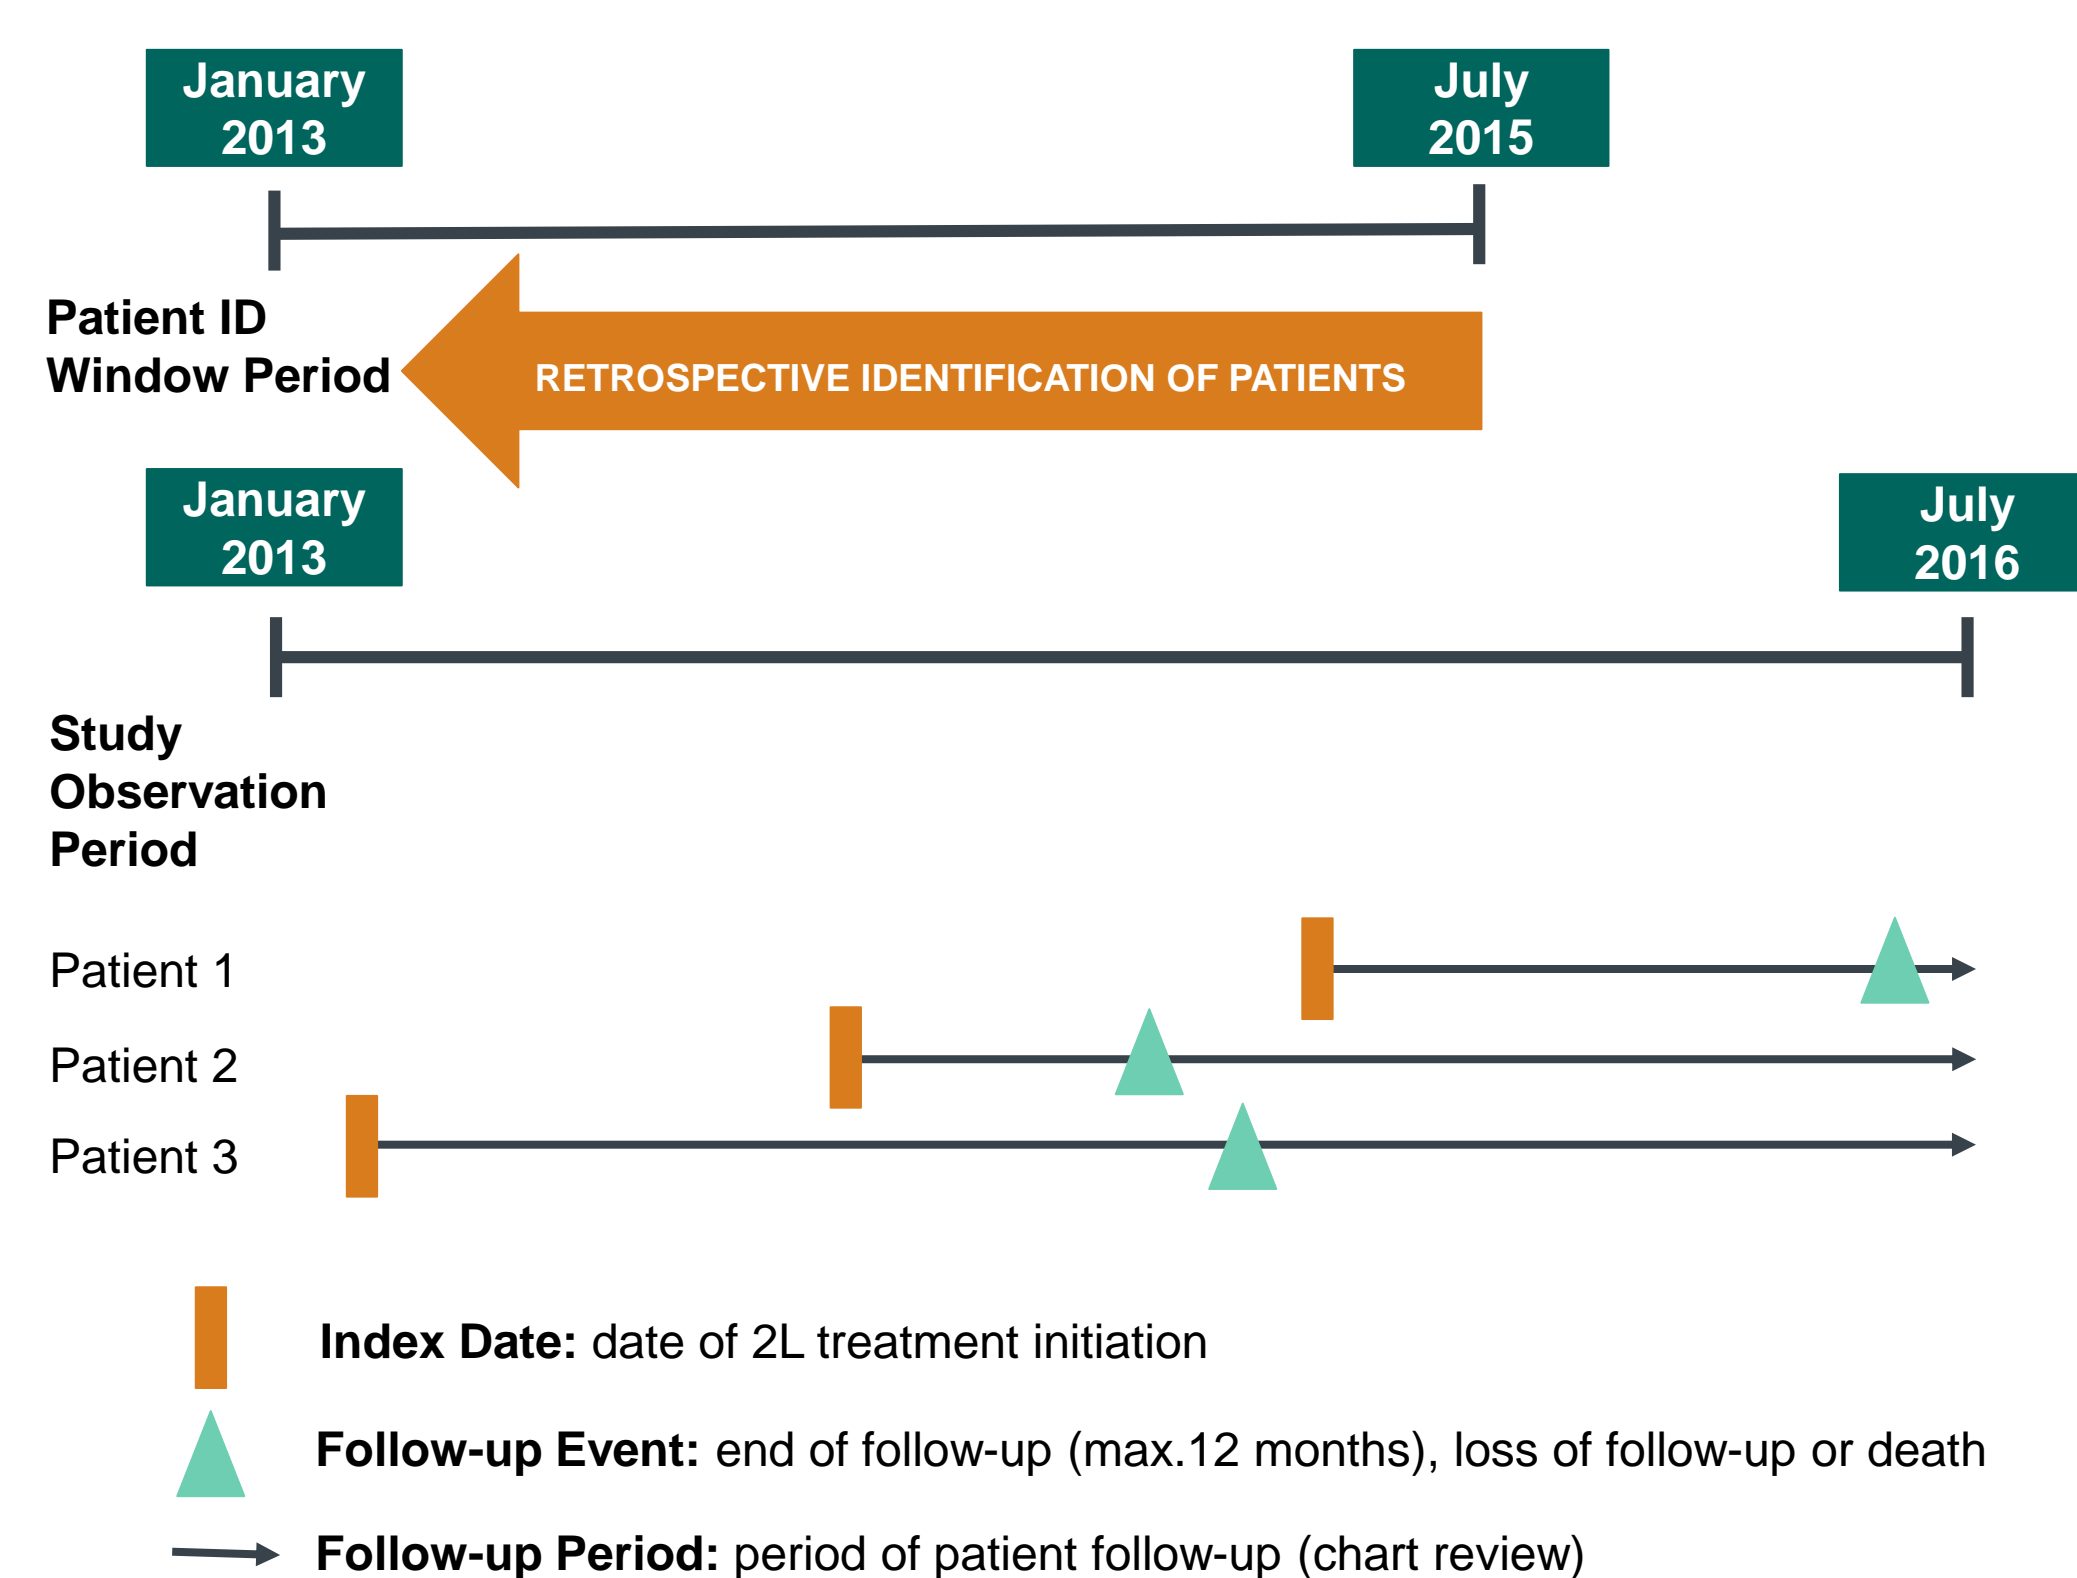 January
2013
July
2015
Patient ID
Window Period
RETROSPECTIVE IDENTIFICATION OF PATIENTS
January
2013
July
2016
Study
Observation
Period
Patient 1
Patient 2
Patient 3
Index Date: date of 2L treatment initiation
Follow-up Event: end of follow-up (max.12 months), loss of follow-up or death
Follow-up Period: period of patient follow-up (chart review)